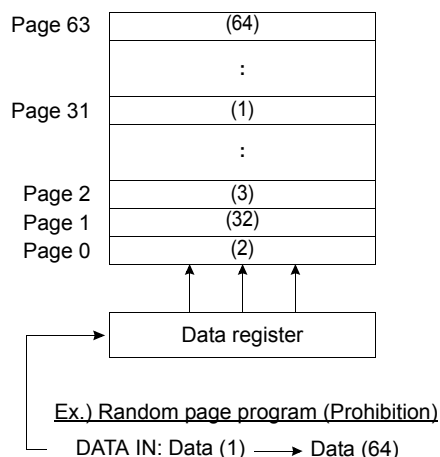 Page 63 (64)
:
Page 31 (1)
:
Page 2 (3)
Page 1 (32)
Page 0 (2)
Data register
Ex.) Random page program (Prohibition)
DATA IN: Data (1) → Data (64)